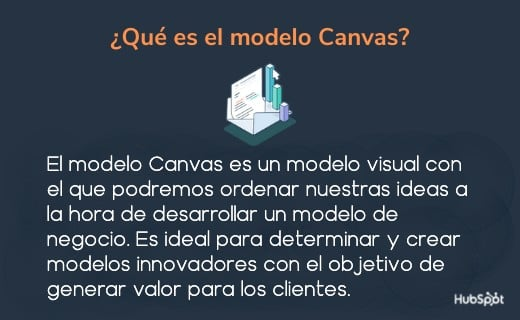 ¿Qué es el modelo Canvas?
El modelo Canvas es un modelo visual con
el que podremos ordenar nuestras ideas a
la hora de desarrollar un modelo de
negocio. Es ideal para determinar y crear
modelos innovadores con el objetivo de
generar valor para los clientes.
HubSpot